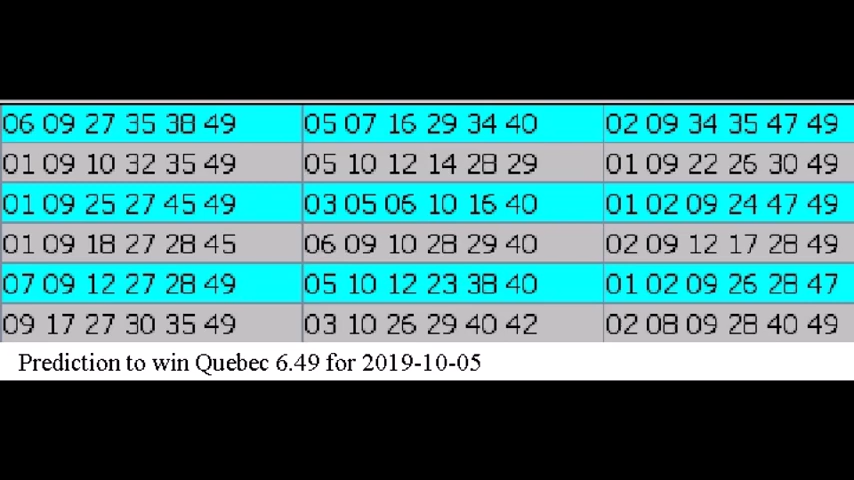 06 09 27 35 38 49 05 07 16 29 34 40 02 09 34 35 47 49
01 09 10 32 35 49 05 10 12 14 28 29 01 09 22 26 30 49
01 09 25 27 45 49 03 05 06 10 16 40 01 02 09 24 47 49
01 09 18 27 28 45 06 09 10 28 29 40 02 09 12 17 28 49
07 09 12 27 28 49 05 10 12 23 38 40 01 02 09 26 28 47
09 17 27 30 35 49 03 10 26 29 40 42 02 08 09 28 40 49
Prediction to win Quebec 6.49 for 2019-10-05